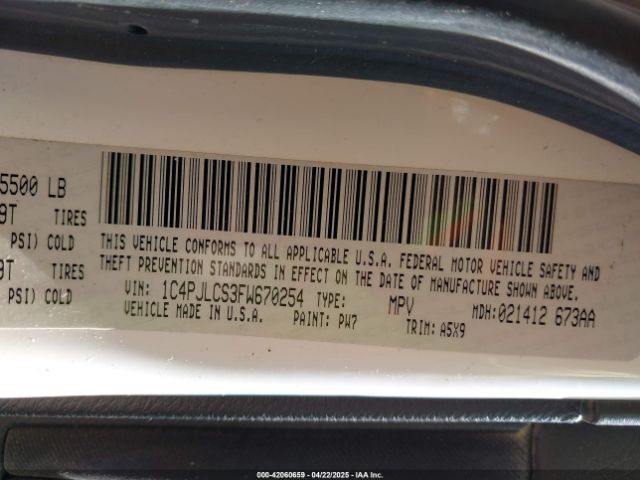 5500 LB
9T TIRES
PSI) COLD
9T TIRES
PSI) COLD
THIS VEHICLE CONFORMS TO ALL APPLICABLE U.S.A. FEDERAL MOTOR VEHICLE SAFETY AND
THEFT PREVENTION STANDARDS IN EFFECT ON THE DATE OF MANUFACTURE SHOWN ABOVE.
VIN: 1C4PJLCS3FW670254 TYPE: MPV MDH:021412 673AA
VEHICLE MADE IN U.S.A. PAINT: PW7 TRIM: A5X9
000-42060659 - 04/22/2025 - IAA Inc.